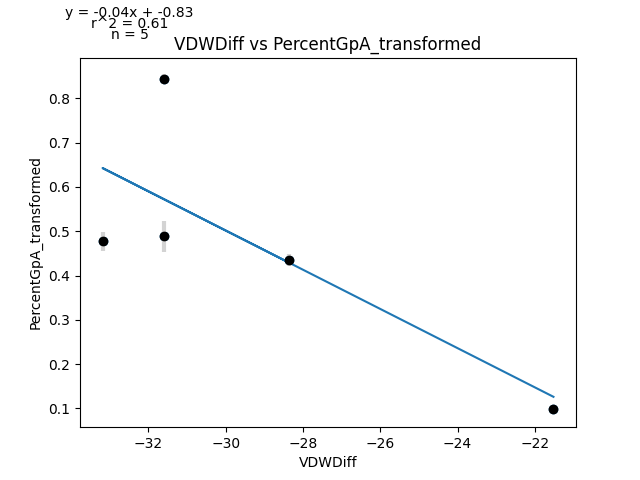 y = -0.04x + -0.83
r^2 = 0.61
n = 5
VDWDiff vs PercentGpA_transformed
0.8
0.7
0.6
0.5
0.4
0.3
0.2
0.1
PercentGpA_transformed
−32 −30 −28 −26 −24 −22
VDWDiff